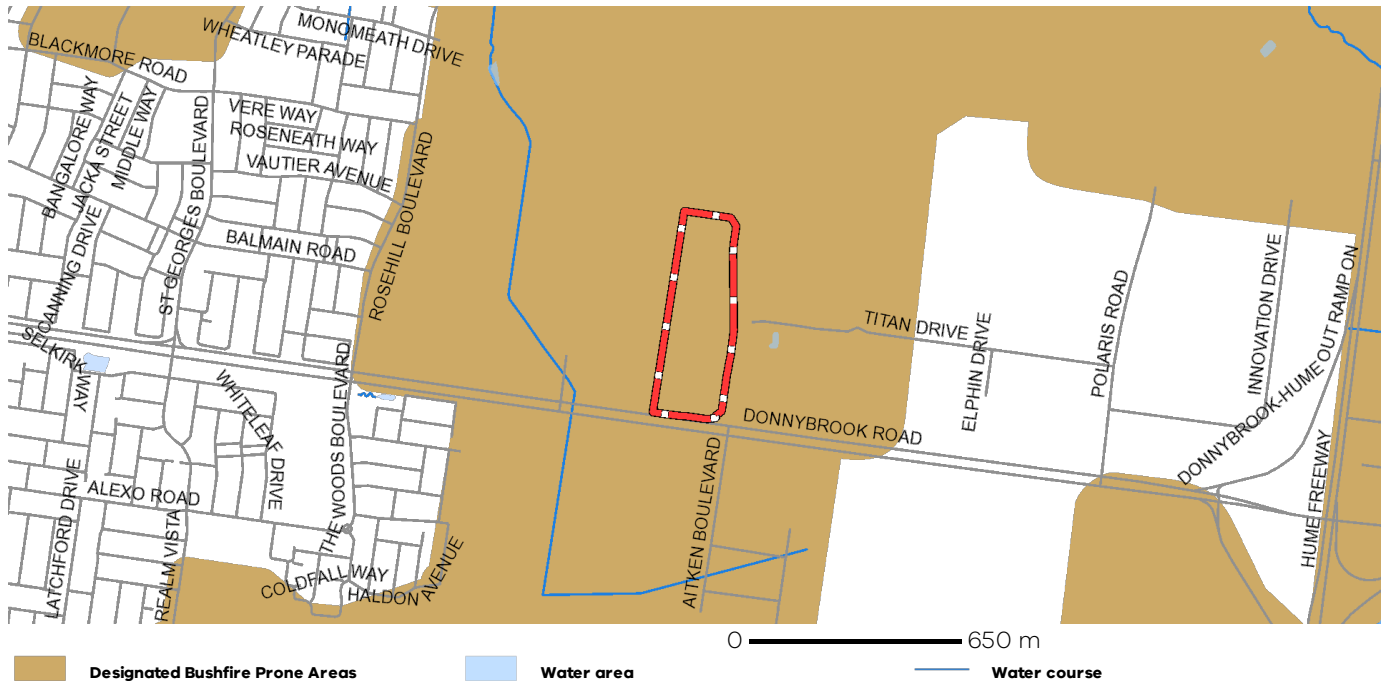 MONOMEATH DRIVE
WHEATLEY PARADE
BLACKMORE ROAD
BANGALORE WAY
JACKA STREET
MIDDLE WAY
VERE WAY
ROSENEATH WAY
VAUTIER AVENUE
ST GEORGES BOULEVARD
ROSEHILL BOULEVARD
BALMAIN ROAD
SCANNING DRIVE
SELKIRK WAY
WHITELEAF DRIVE
THE WOODS BOULEVARD
ALEXO ROAD
LATCHFORD DRIVE
REALM VISTA
COLDFALL WAY
HALDON AVENUE
TITAN DRIVE
ELPHIN DRIVE
POLARIS ROAD
INNOVATION DRIVE
DONNYBROOK-HUME OUT RAMP ON
DONNYBROOK ROAD
AITKEN BOULEVARD
HUME FREEWAY
0 650 m
Designated Bushfire Prone Areas
Water area
Water course